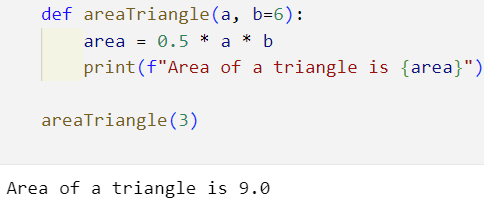 def areaTriangle(a, b=6):
    area = 0.5 * a * b
    print(f"Area of a triangle is {area}")
areaTriangle(3)
Area of a triangle is 9.0